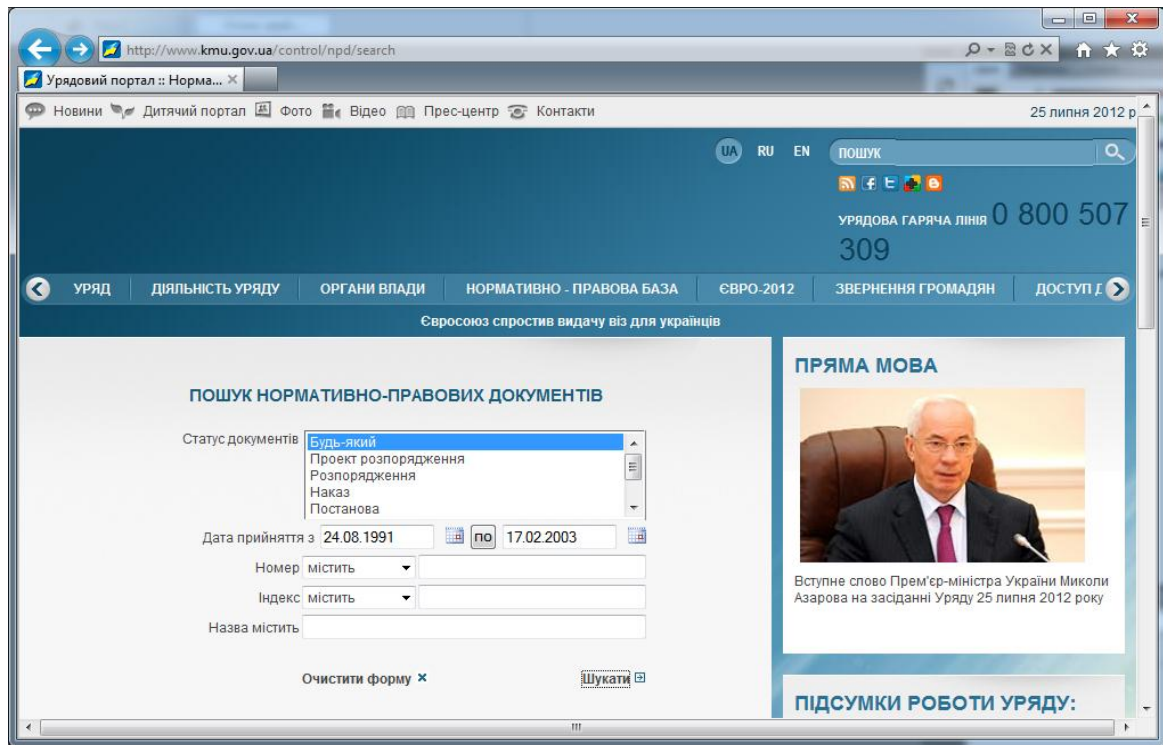 http://www.kmu.gov.ua/control/npd/search
Урядовий портал :: Норма...
Новини Дитячий портал Фото Відео Прес-центр Контакти
25 липня 2012 р
UA RU EN
пошук
УРЯДОВА ГАРЯЧА ЛІНІЯ 0 800 507
309
УРЯД ДІЯЛЬНІСТЬ УРЯДУ ОРГАНИ ВЛАДИ НОРМАТИВНО - ПРАВОВА БАЗА ЄВРО-2012 ЗВЕРНЕННЯ ГРОМАДЯН ДОСТУП Д
Євросоюз спростив видачу віз для українців
ПОШУК НОРМАТИВНО-ПРАВОВИХ ДОКУМЕНТІВ
Статус документів
Будь-який
Проект розпорядження
Розпорядження
Наказ
Постанова
Дата прийняття з 24.08.1991 по 17.02.2003
Номер містить
Індекс містить
Назва містить
Очистити форму Шукати
ПРЯМА МОВА
Вступне слово Прем'єр-міністра України Миколи
Азарова на засіданні Уряду 25 липня 2012 року
ПІДСУМКИ РОБОТИ УРЯДУ: